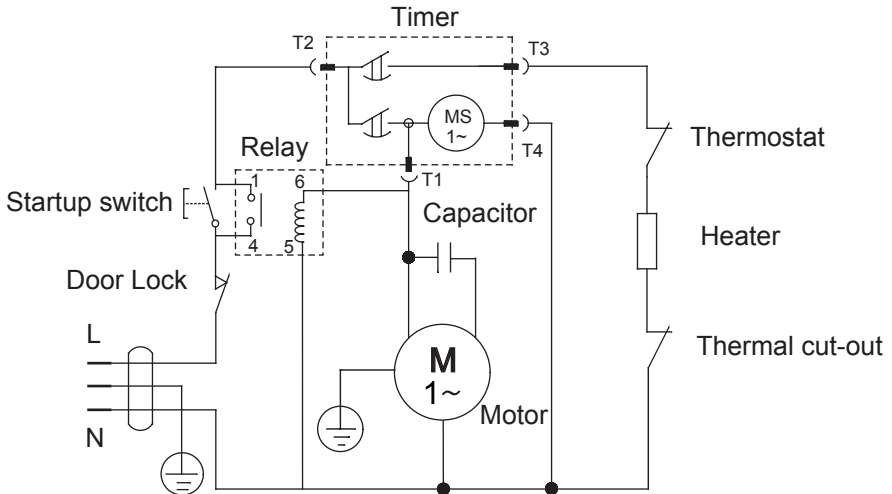 Timer
T2
T3
MS
1~
T4
Thermostat
Relay
1
6
T1
Startup switch
Capacitor
4
5
Heater
Door Lock
L
M
1~
Thermal cut-out
Motor
N